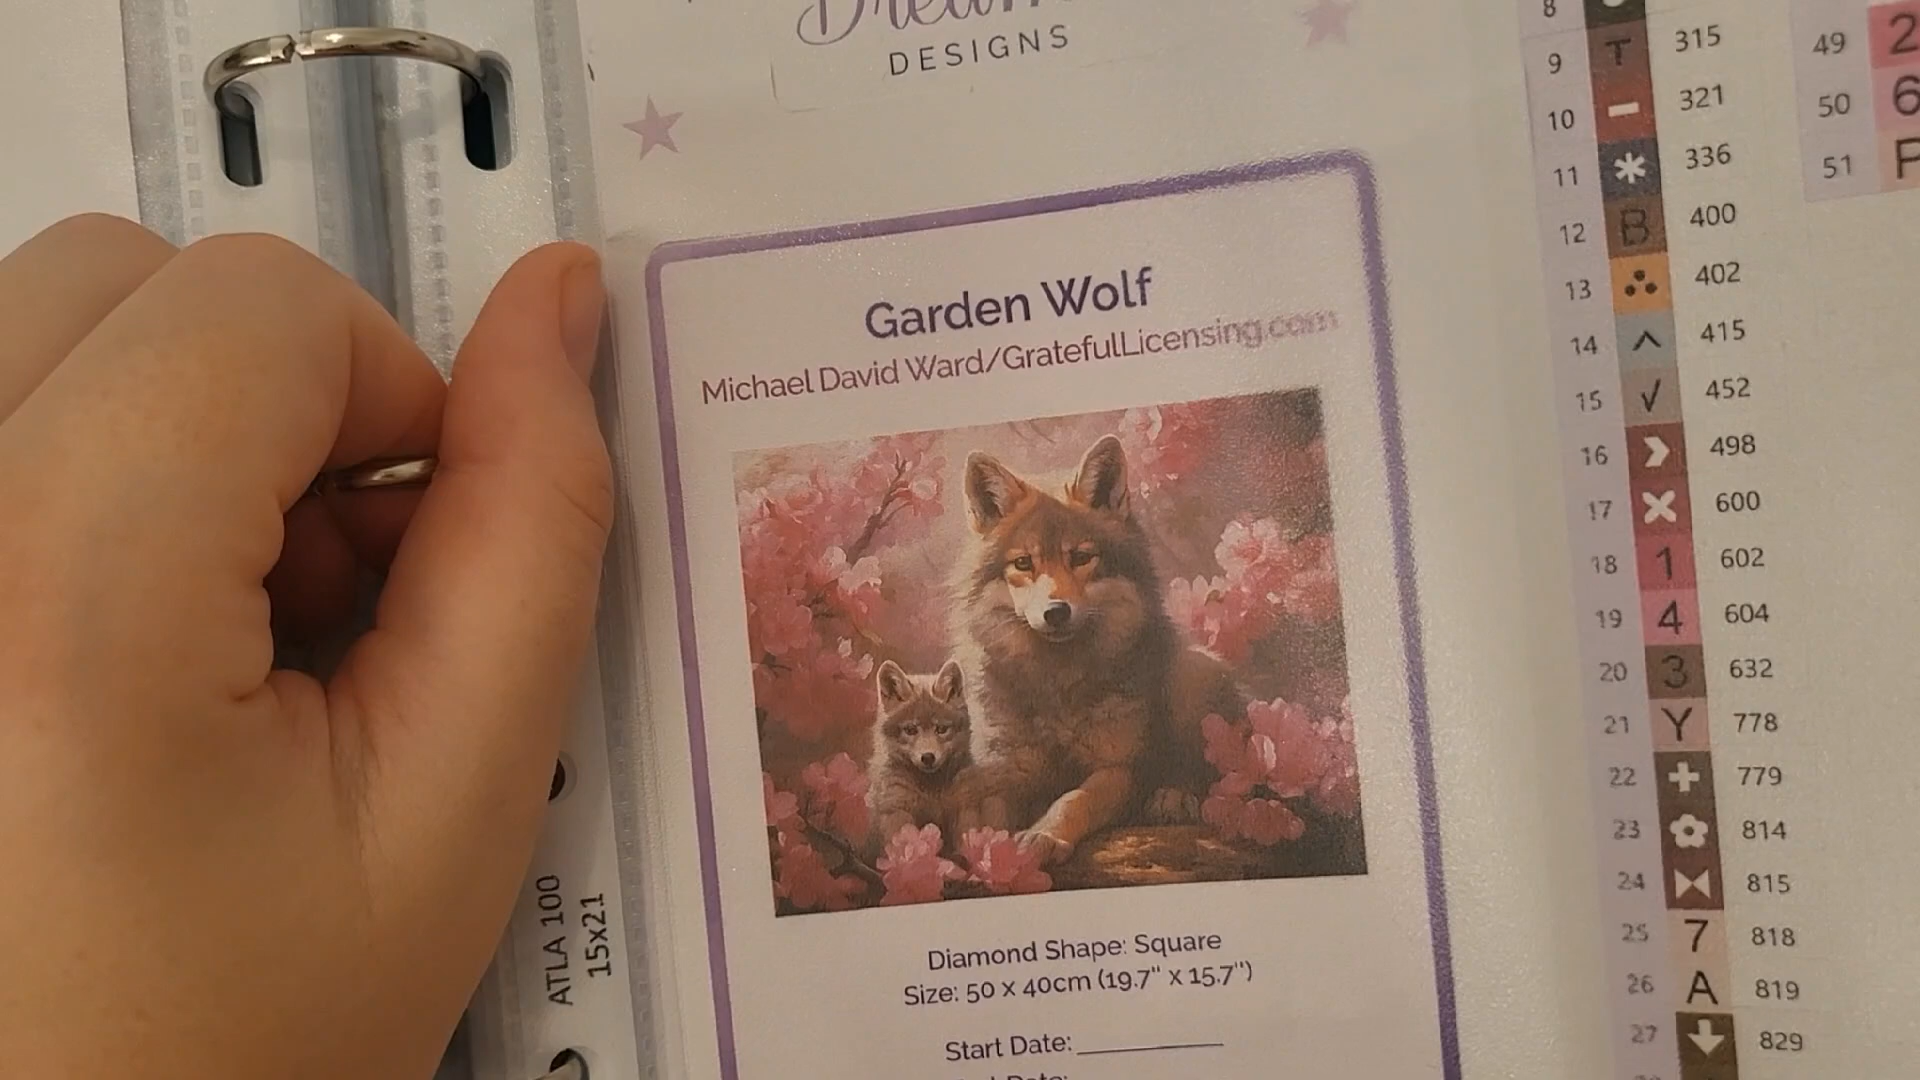 DESIGNS
Garden Wolf
Michael David Ward/GratefulLicensing.com
Diamond Shape: Square
Size: 50 x 40cm (19.7" X 15.7")
Start Date:
ATLA 100
15x21
8
9 T 315
10 – 321
11 * 336
12 B 400
13 402
14 ^ 415
15 √ 452
16 498
17 600
18 1 602
19 4 604
20 3 632
21 Y 778
22 + 779
23 814
24 815
25 7 818
26 A 819
27 829
49 2
50 6
51 P